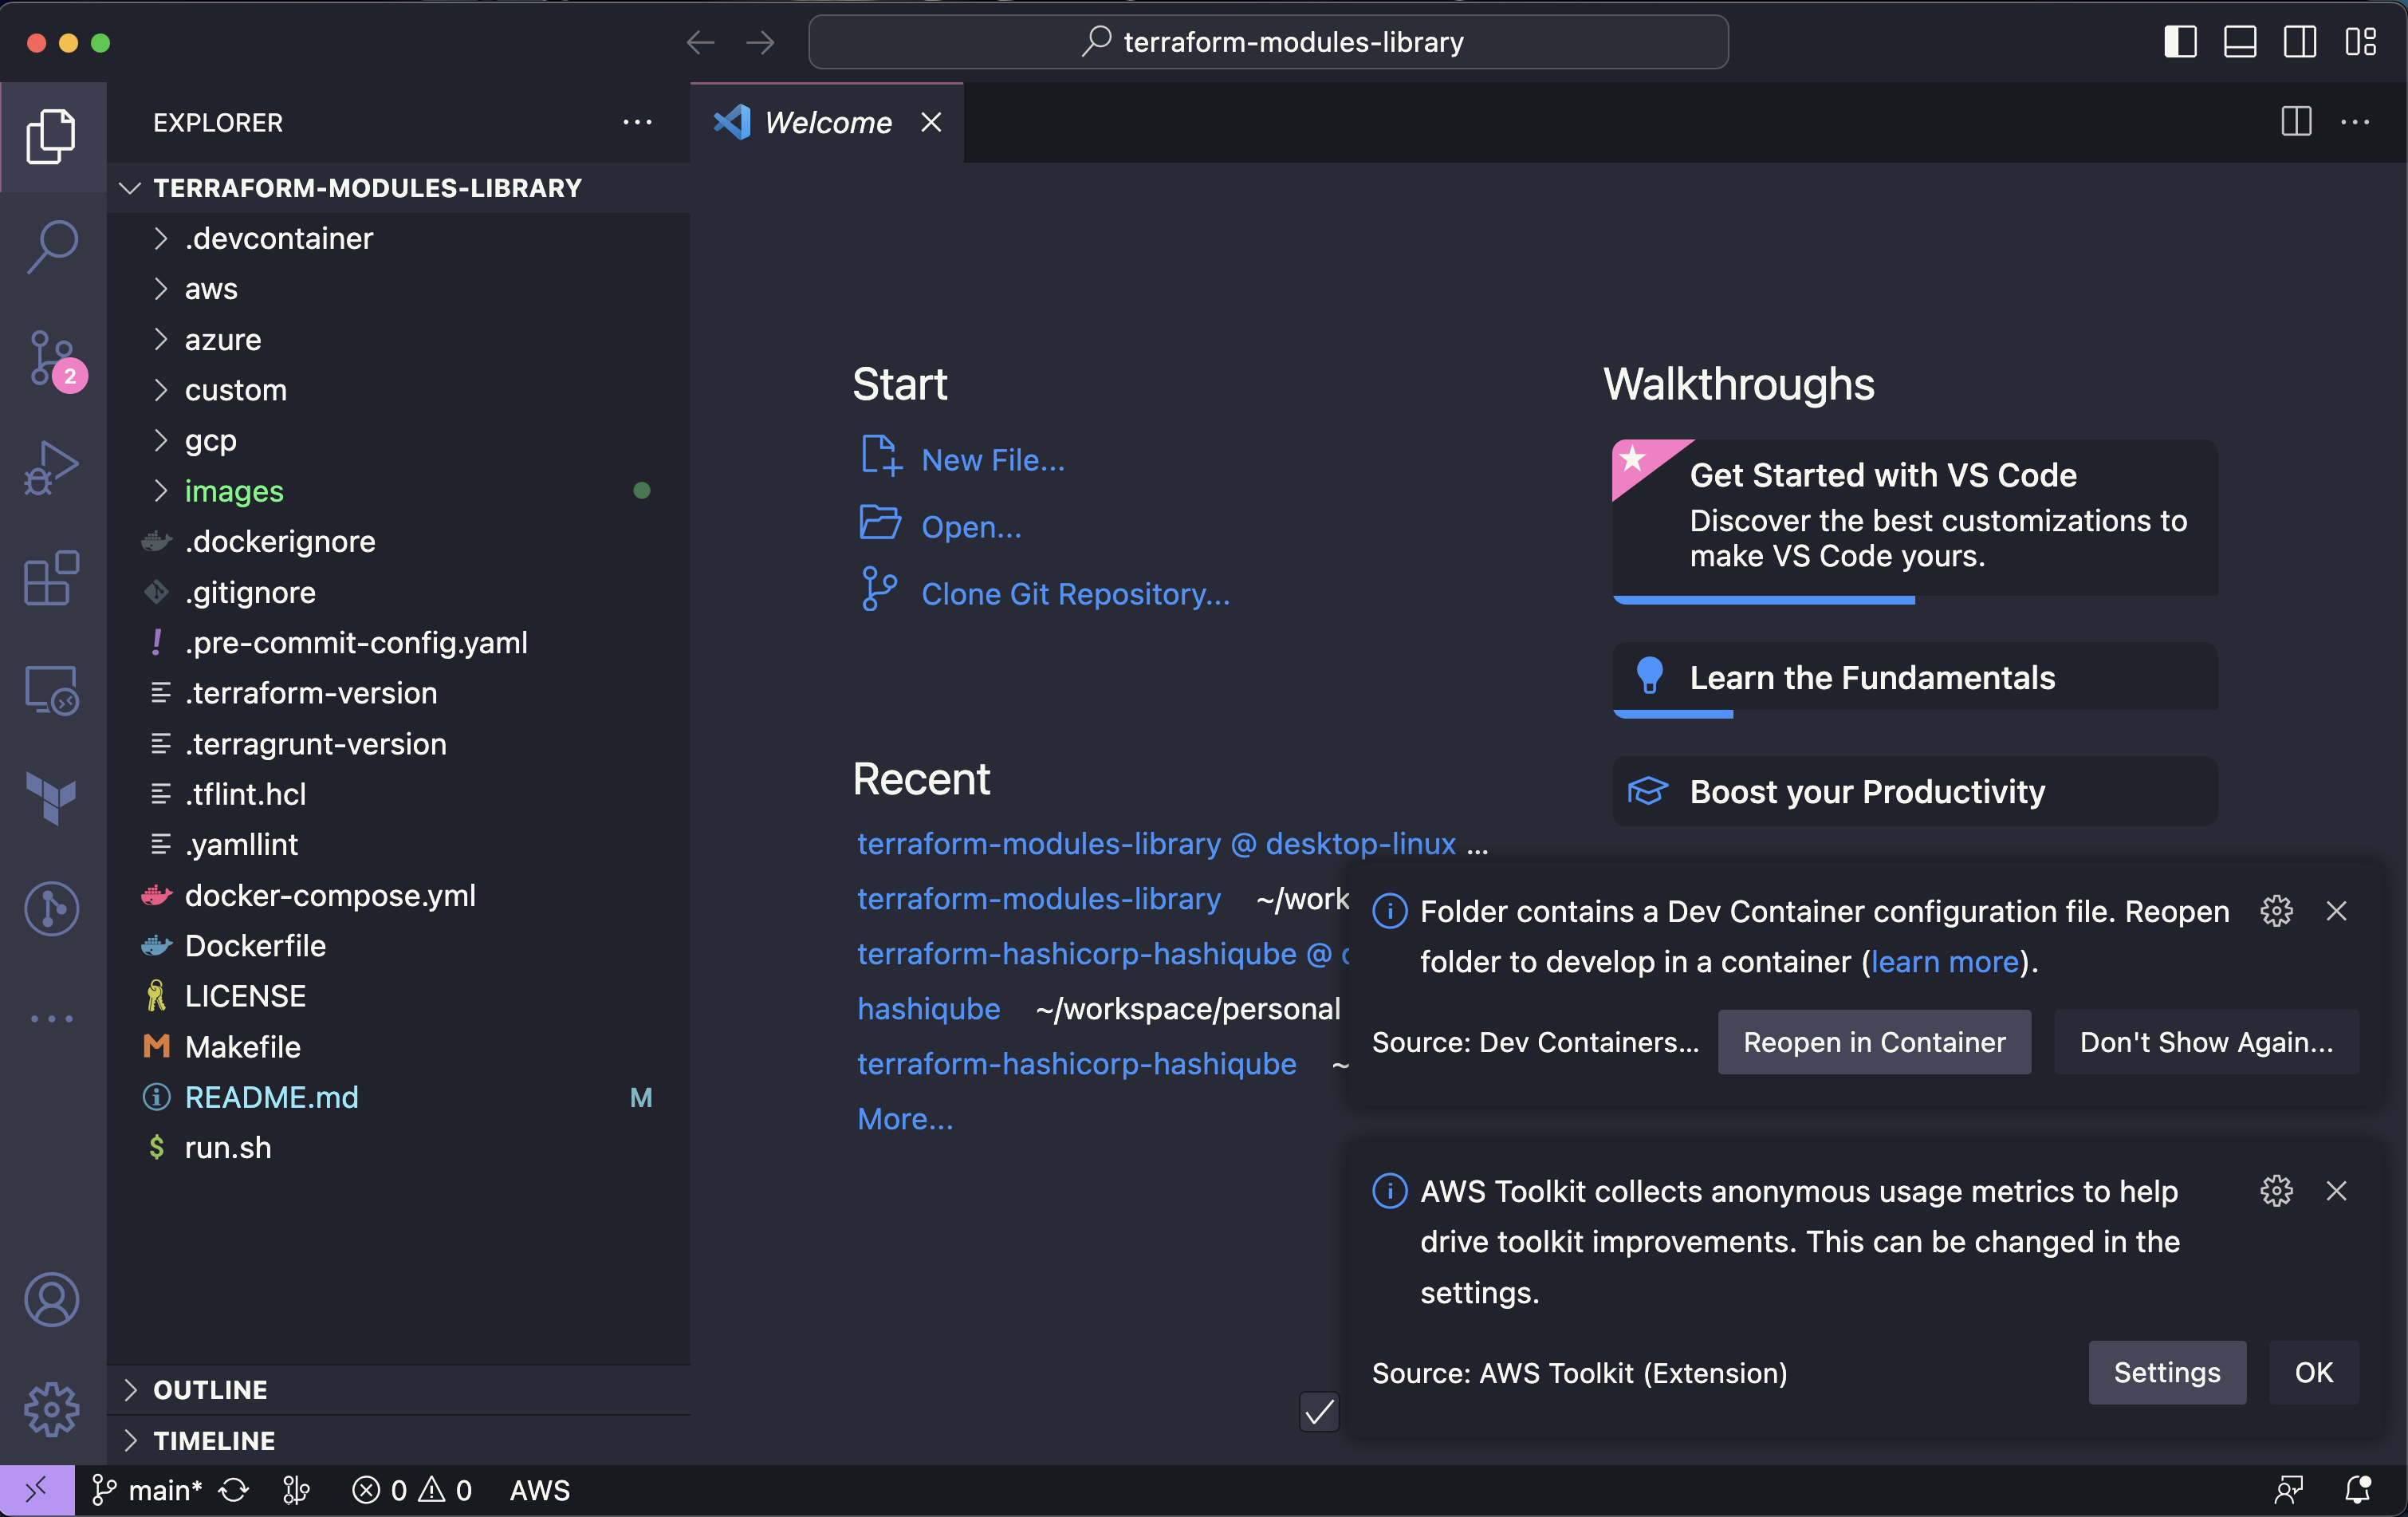 terraform-modules-library
EXPLORER
Welcome
TERRAFORM-MODULES-LIBRARY
.devcontainer
aws
azure
custom
gcp
images
.dockerignore
.gitignore
.pre-commit-config.yaml
.terraform-version
.terragrunt-version
.tflint.hcl
.yamllint
docker-compose.yml
Dockerfile
LICENSE
Makefile
README.md M
run.sh
OUTLINE
TIMELINE
2
Start
New File...
Open...
Clone Git Repository...
Recent
terraform-modules-library @ desktop-linux ...
terraform-modules-library ~/work
terraform-hashicorp-hashiqube @
hashiqube ~/workspace/personal
terraform-hashicorp-hashiqube ~
More...
Walkthroughs
Get Started with VS Code
Discover the best customizations to
make VS Code yours.
Learn the Fundamentals
Boost your Productivity
Folder contains a Dev Container configuration file. Reopen
folder to develop in a container (learn more).
Source: Dev Containers... Reopen in Container Don't Show Again...
AWS Toolkit collects anonymous usage metrics to help
drive toolkit improvements. This can be changed in the
settings.
Source: AWS Toolkit (Extension) Settings OK
main* 0 0 AWS